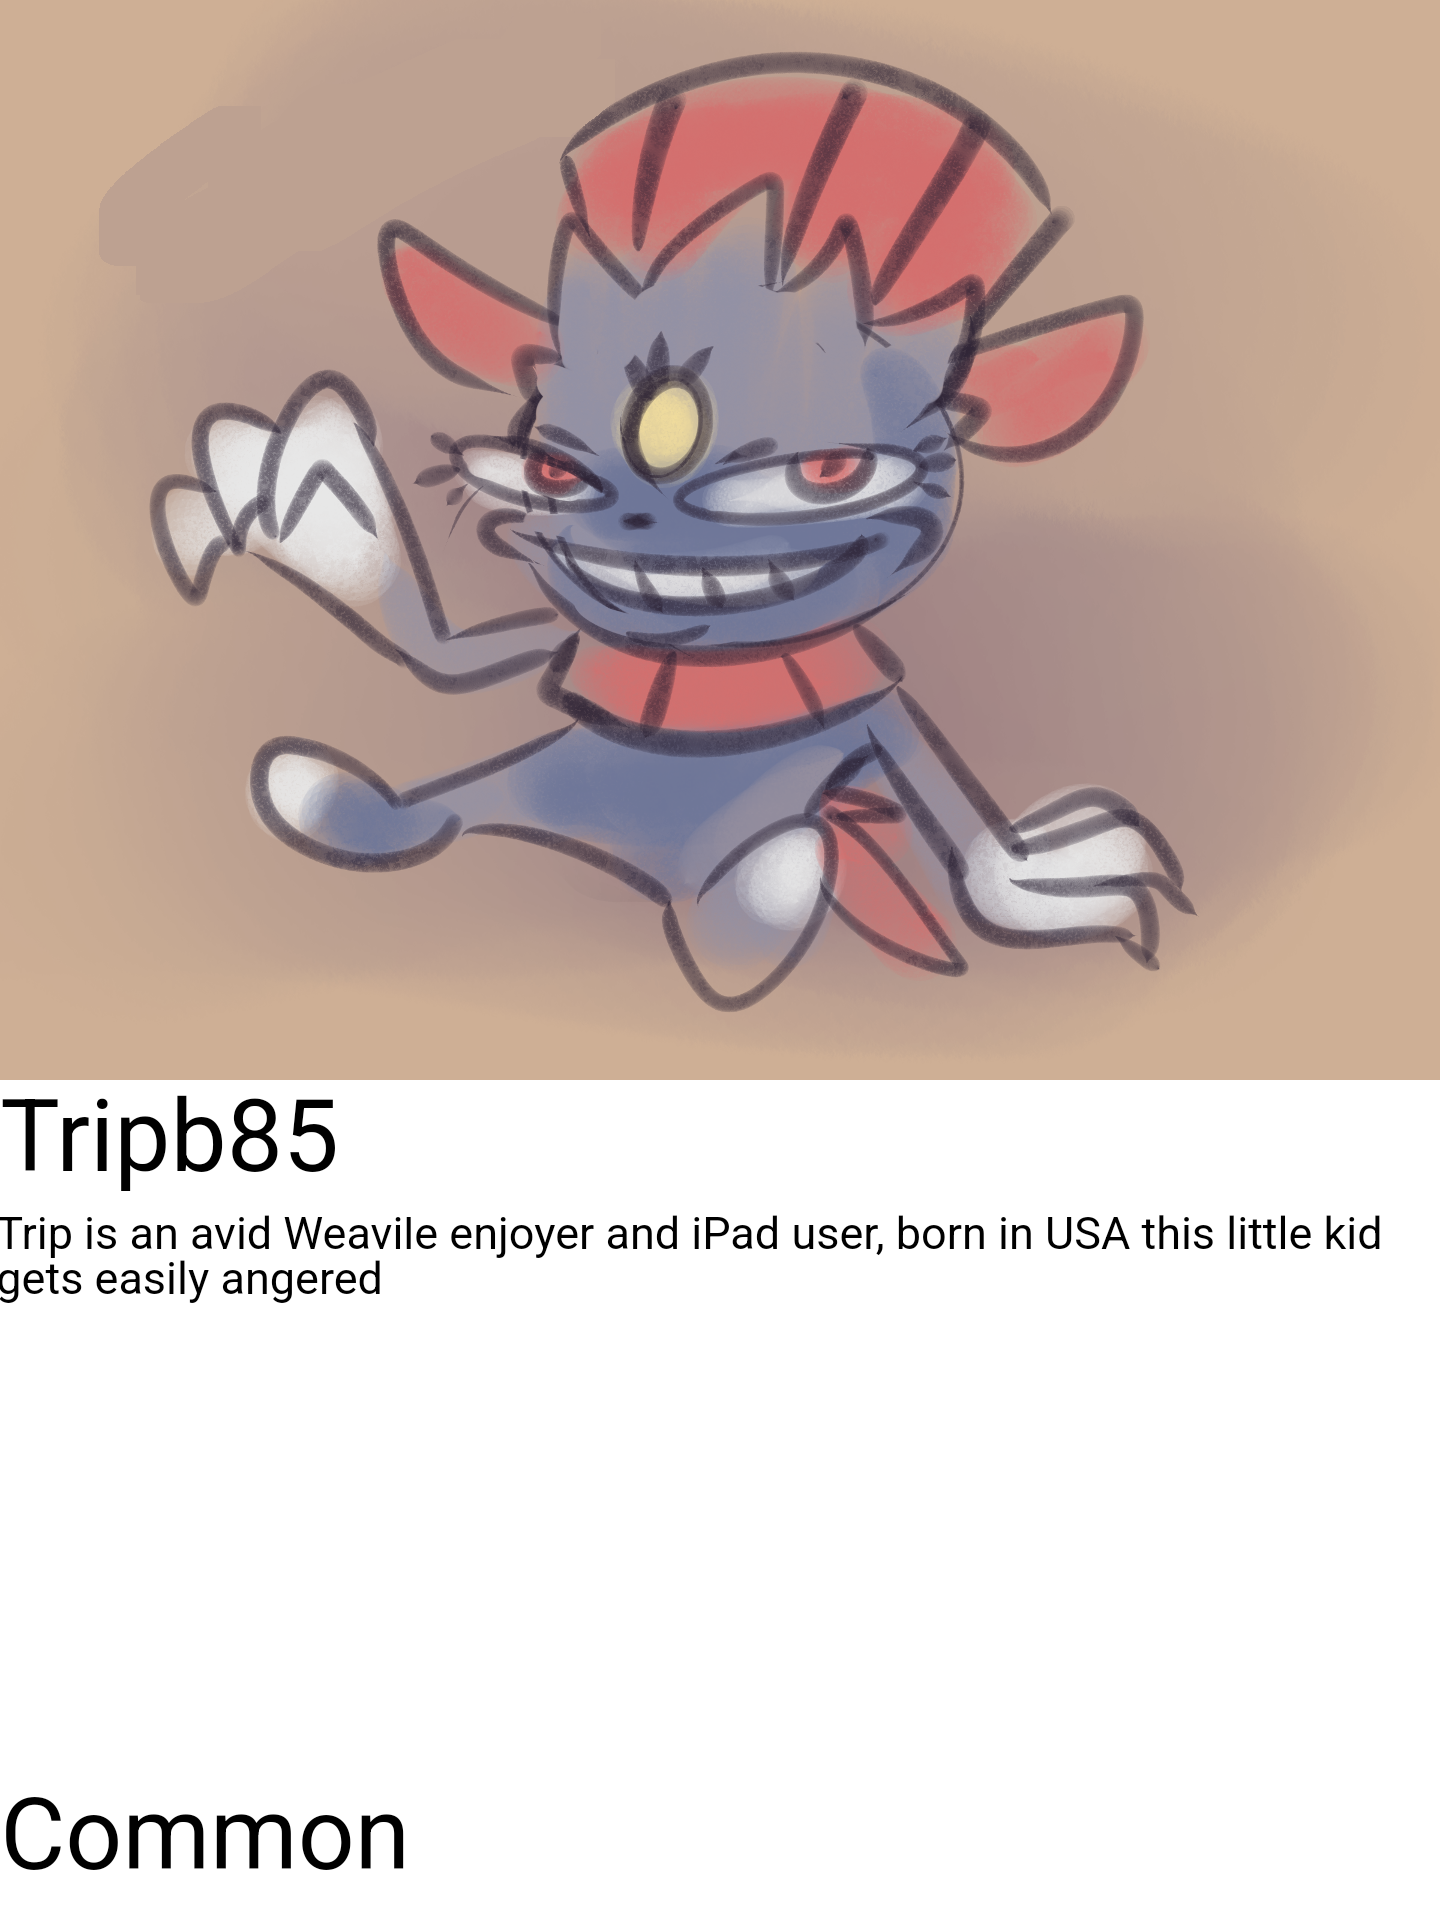 Tripb85
Trip is an avid Weavile enjoyer and iPad user, born in USA this little kid
gets easily angered
Common